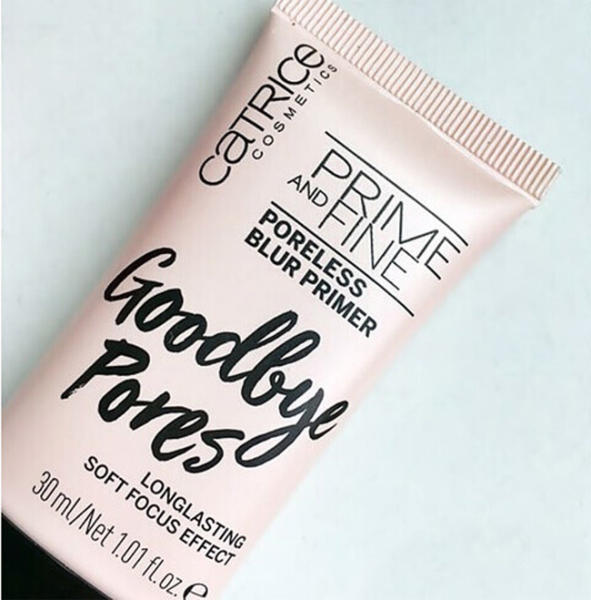 CATRICE
COSMETICS
PRIME
AND FINE
PORELESS
BLUR PRIMER
Goodbye
Pores
LONGLASTING
SOFT FOCUS EFFECT
30 ml/Net 1.01 fl.oz. ℮